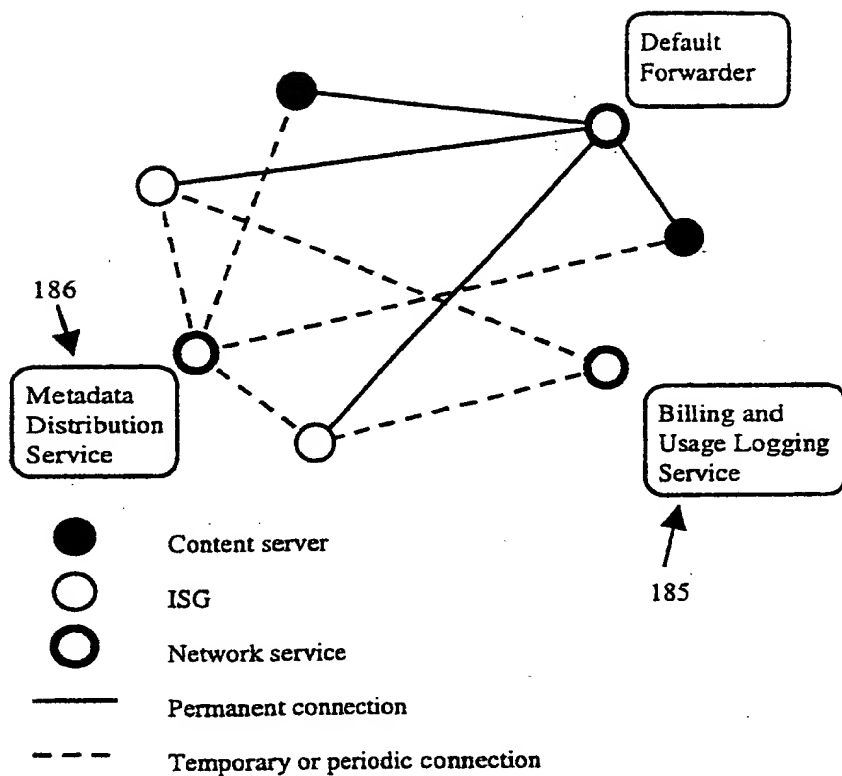 Default
Forwarder
186
Metadata
Distribution
Service
Billing and
Usage Logging
Service
185
Content server
ISG
Network service
Permanent connection
Temporary or periodic connection